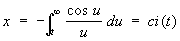 x = −∫_t^∞ cos u / u du = ci(t)